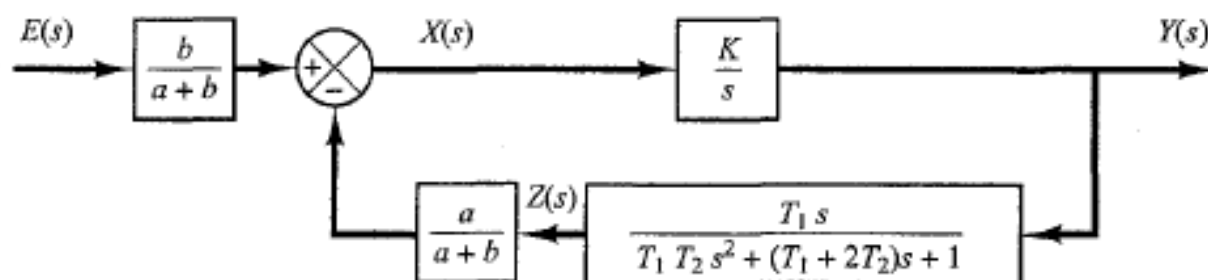 E(s)
b
a + b
+
−
X(s)
K
s
Y(s)
a
a + b
Z(s)
T₁ s
T₁ T₂ s² + (T₁ + 2T₂)s + 1